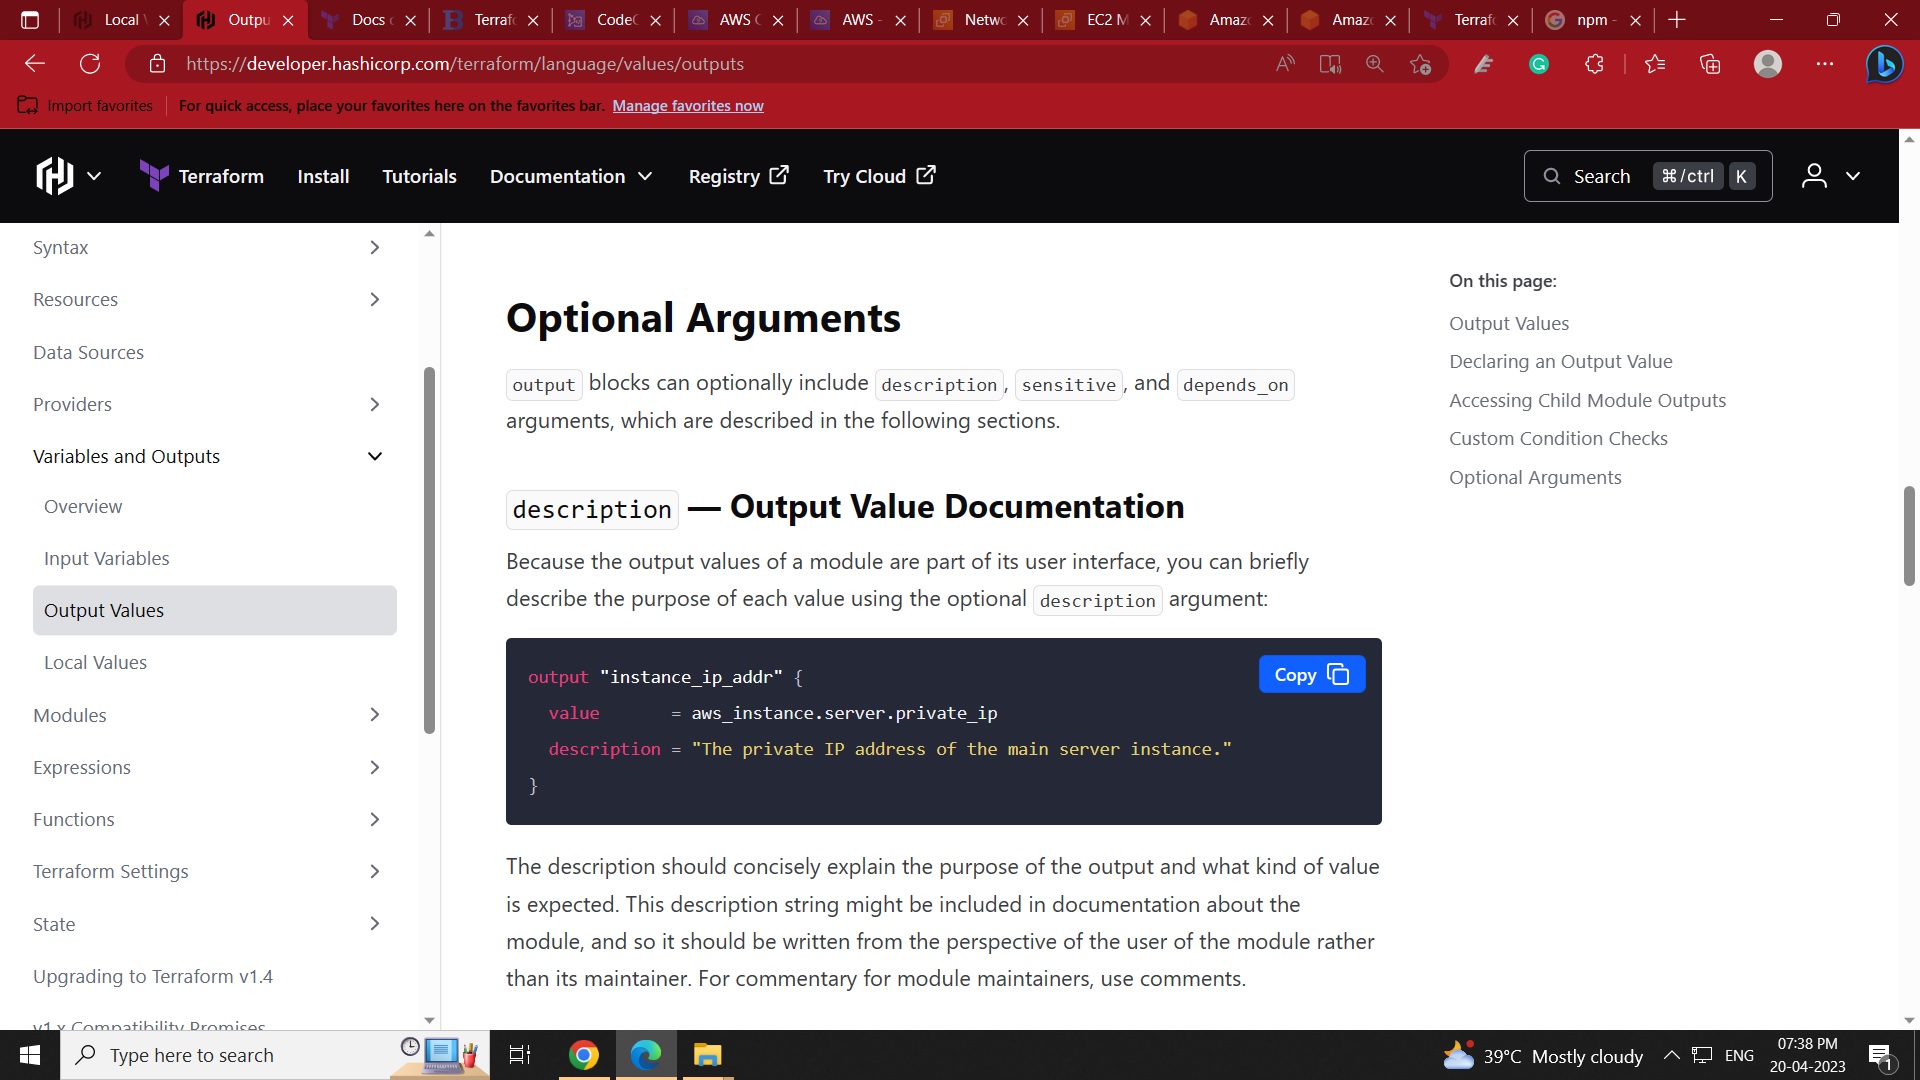 Local
Outpu
Docs
Terraf
Code
AWS
AWS -
Netwo
EC2 M
Amaz
Amaz
Terraf
npm -
https://developer.hashicorp.com/terraform/language/values/outputs
Import favorites
For quick access, place your favorites here on the favorites bar. Manage favorites now
Terraform
Install
Tutorials
Documentation
Registry
Try Cloud
Search ⌘/ctrl K
Syntax
Resources
Data Sources
Providers
Variables and Outputs
Overview
Input Variables
Output Values
Local Values
Modules
Expressions
Functions
Terraform Settings
State
Upgrading to Terraform v1.4
v1.x Compatibility Promises
Optional Arguments
output blocks can optionally include description, sensitive, and depends_on
arguments, which are described in the following sections.
description — Output Value Documentation
Because the output values of a module are part of its user interface, you can briefly
describe the purpose of each value using the optional description argument:
Copy
output "instance_ip_addr" {
  value       = aws_instance.server.private_ip
  description = "The private IP address of the main server instance."
}
The description should concisely explain the purpose of the output and what kind of value
is expected. This description string might be included in documentation about the
module, and so it should be written from the perspective of the user of the module rather
than its maintainer. For commentary for module maintainers, use comments.
On this page:
Output Values
Declaring an Output Value
Accessing Child Module Outputs
Custom Condition Checks
Optional Arguments
Type here to search
39°C Mostly cloudy
ENG
07:38 PM
20-04-2023
1